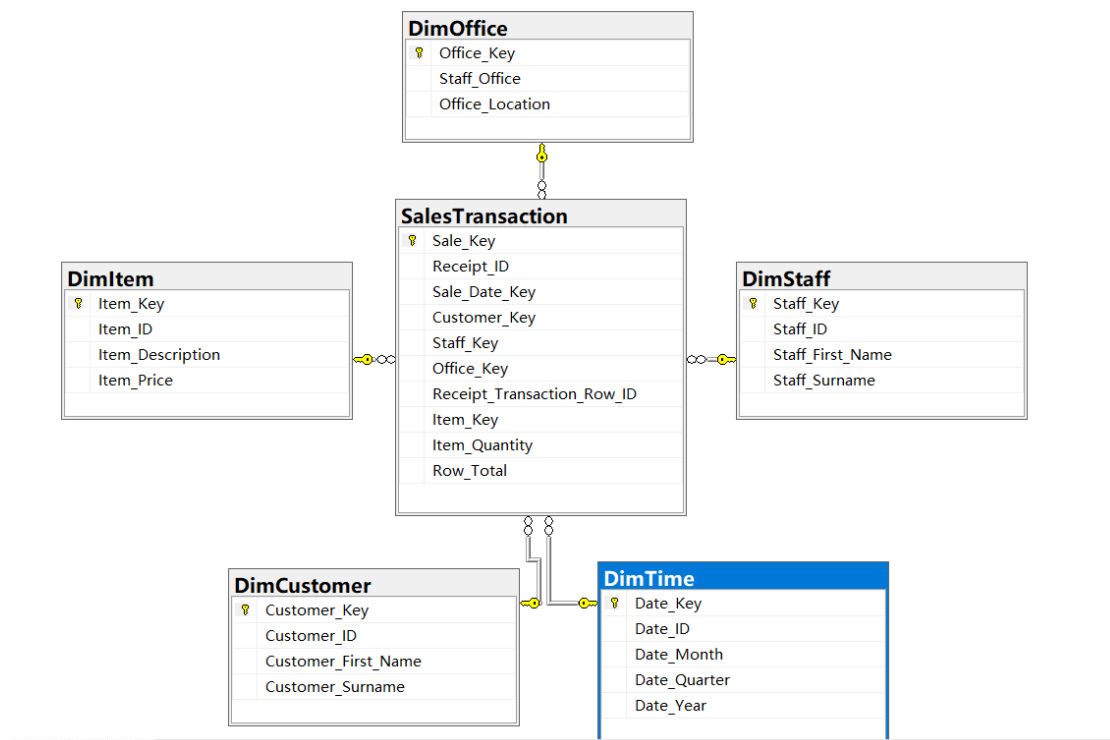 DimOffice
Office_Key
Staff_Office
Office_Location
SalesTransaction
Sale_Key
Receipt_ID
Sale_Date_Key
Customer_Key
Staff_Key
Office_Key
Receipt_Transaction_Row_ID
Item_Key
Item_Quantity
Row_Total
DimItem
Item_Key
Item_ID
Item_Description
Item_Price
DimStaff
Staff_Key
Staff_ID
Staff_First_Name
Staff_Surname
DimCustomer
Customer_Key
Customer_ID
Customer_First_Name
Customer_Surname
DimTime
Date_Key
Date_ID
Date_Month
Date_Quarter
Date_Year